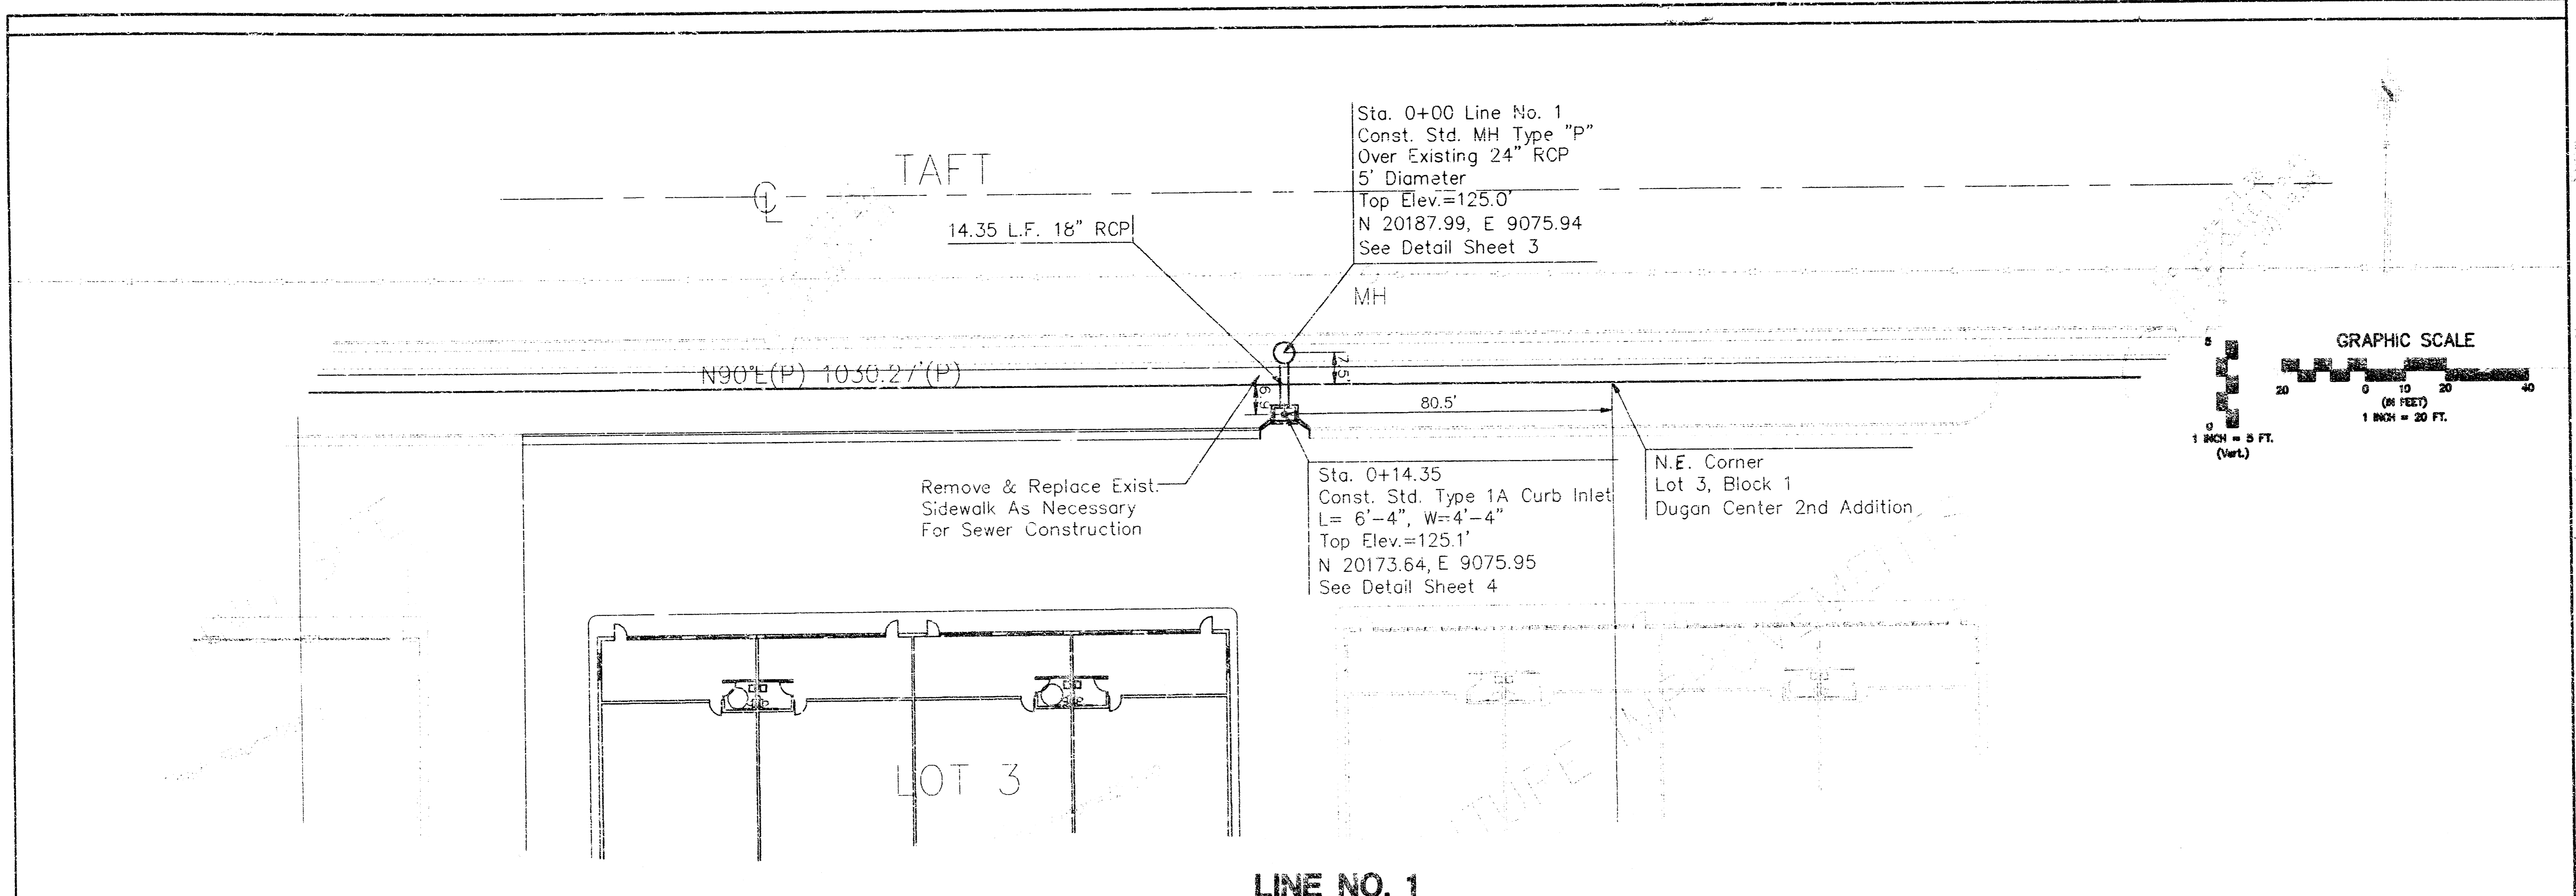 Sta. 0+00 Line No. 1
Const. Std. MH Type "P"
Over Existing 24" RCP
5' Diameter
Top Elev.=125.0'
N 20187.99, E 9075.94
See Detail Sheet 3
TAFT
14.35 L.F. 18" RCP
MH
GRAPHIC SCALE
5
0
1 INCH = 5 FT.
(Vert.)
20 0 10 20 40
(IN FEET)
1 INCH = 20 FT.
N90°E(P) 1030.27'(P)
6.9'
80.5'
Remove & Replace Exist.
Sidewalk As Necessary
For Sewer Construction
Sta. 0+14.35
Const. Std. Type 1A Curb Inlet
L= 6'-4", W=4'-4"
Top Elev.=125.1'
N 20173.64, E 9075.95
See Detail Sheet 4
N.E. Corner
Lot 3, Block 1
Dugan Center 2nd Addition
LOT 3
LINE NO. 1